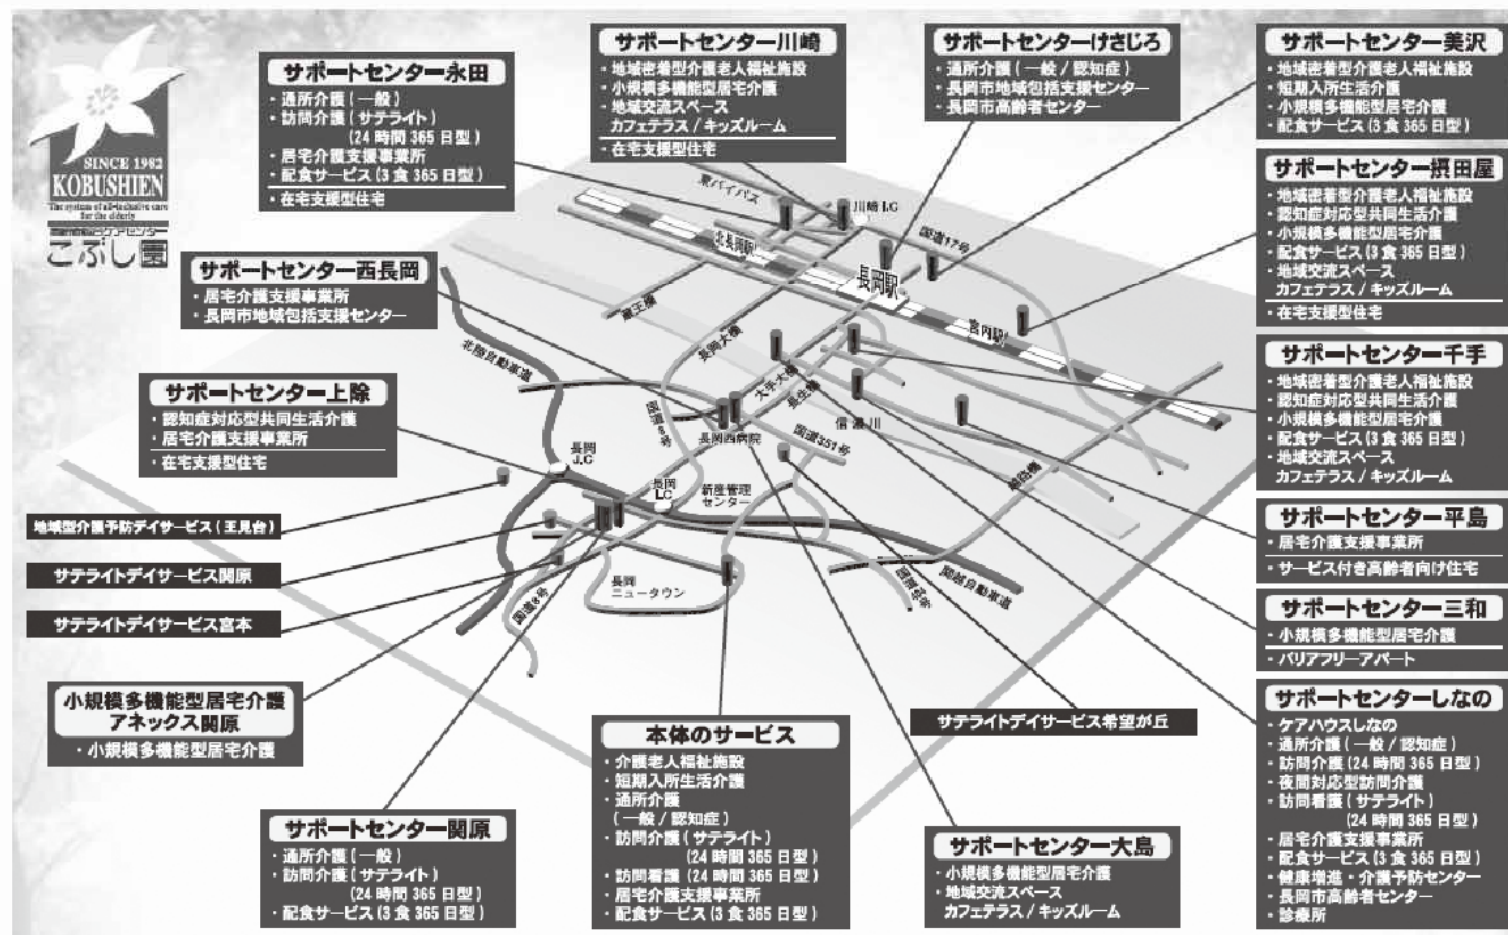 SINCE 1982
KOBUSHIEN
The system of all-inclusive care
for the elderly
こぶし園
サポートセンター永田
・通所介護(一般)
・訪問介護(サテライト)
(24時間365日型)
・居宅介護支援事業所
・配食サービス(3食365日型)
・在宅支援型住宅
サポートセンター川崎
・地域密着型介護老人福祉施設
・小規模多機能型居宅介護
・地域交流スペース
カフェテラス/キッズルーム
・在宅支援型住宅
サポートセンターけさじろ
・通所介護(一般/認知症)
・長岡市地域包括支援センター
・長岡市高齢者センター
サポートセンター美沢
・地域密着型介護老人福祉施設
・短期入所生活介護
・小規模多機能型居宅介護
・配食サービス(3食365日型)
サポートセンター摂田屋
・地域密着型介護老人福祉施設
・認知症対応型共同生活介護
・小規模多機能型居宅介護
・配食サービス(3食365日型)
・地域交流スペース
カフェテラス/キッズルーム
・在宅支援型住宅
サポートセンター西長岡
・居宅介護支援事業所
・長岡市地域包括支援センター
サポートセンター千手
・地域密着型介護老人福祉施設
・認知症対応型共同生活介護
・小規模多機能型居宅介護
・配食サービス(3食365日型)
・地域交流スペース
カフェテラス/キッズルーム
サポートセンター上除
・認知症対応型共同生活介護
・居宅介護支援事業所
・在宅支援型住宅
サポートセンター平島
・居宅介護支援事業所
・サービス付き高齢者向け住宅
サポートセンター三和
・小規模多機能型居宅介護
・バリアフリーアパート
サポートセンターしなの
・ケアハウスしなの
・通所介護(一般/認知症)
・訪問介護(24時間365日型)
・夜間対応型訪問介護
・訪問看護(サテライト)
(24時間365日型)
・居宅介護支援事業所
・配食サービス(3食365日型)
・健康増進・介護予防センター
・長岡市高齢者センター
・診療所
地域型介護予防デイサービス(王見台)
サテライトデイサービス関原
サテライトデイサービス宮本
小規模多機能型居宅介護
アネックス関原
・小規模多機能型居宅介護
サポートセンター関原
・通所介護(一般)
・訪問介護(サテライト)
(24時間365日型)
・配食サービス(3食365日型)
本体のサービス
・介護老人福祉施設
・短期入所生活介護
・通所介護
(一般/認知症)
・訪問介護(サテライト)
(24時間365日型)
・訪問看護(24時間365日型)
・居宅介護支援事業所
・配食サービス(3食365日型)
サテライトデイサービス希望が丘
サポートセンター大島
・小規模多機能型居宅介護
・地域交流スペース
カフェテラス/キッズルーム
東バイパス
川崎I.C
国道17号
北長岡駅
長岡駅
宮内駅
蔵王橋
長岡大橋
大手大橋
長生橋
信濃川
北陸自動車道
国道8号
長岡西病院
国道351号
長岡
J.C
長岡
I.C
新産管理
センター
長岡
ニュータウン
国道8号
関越自動車道